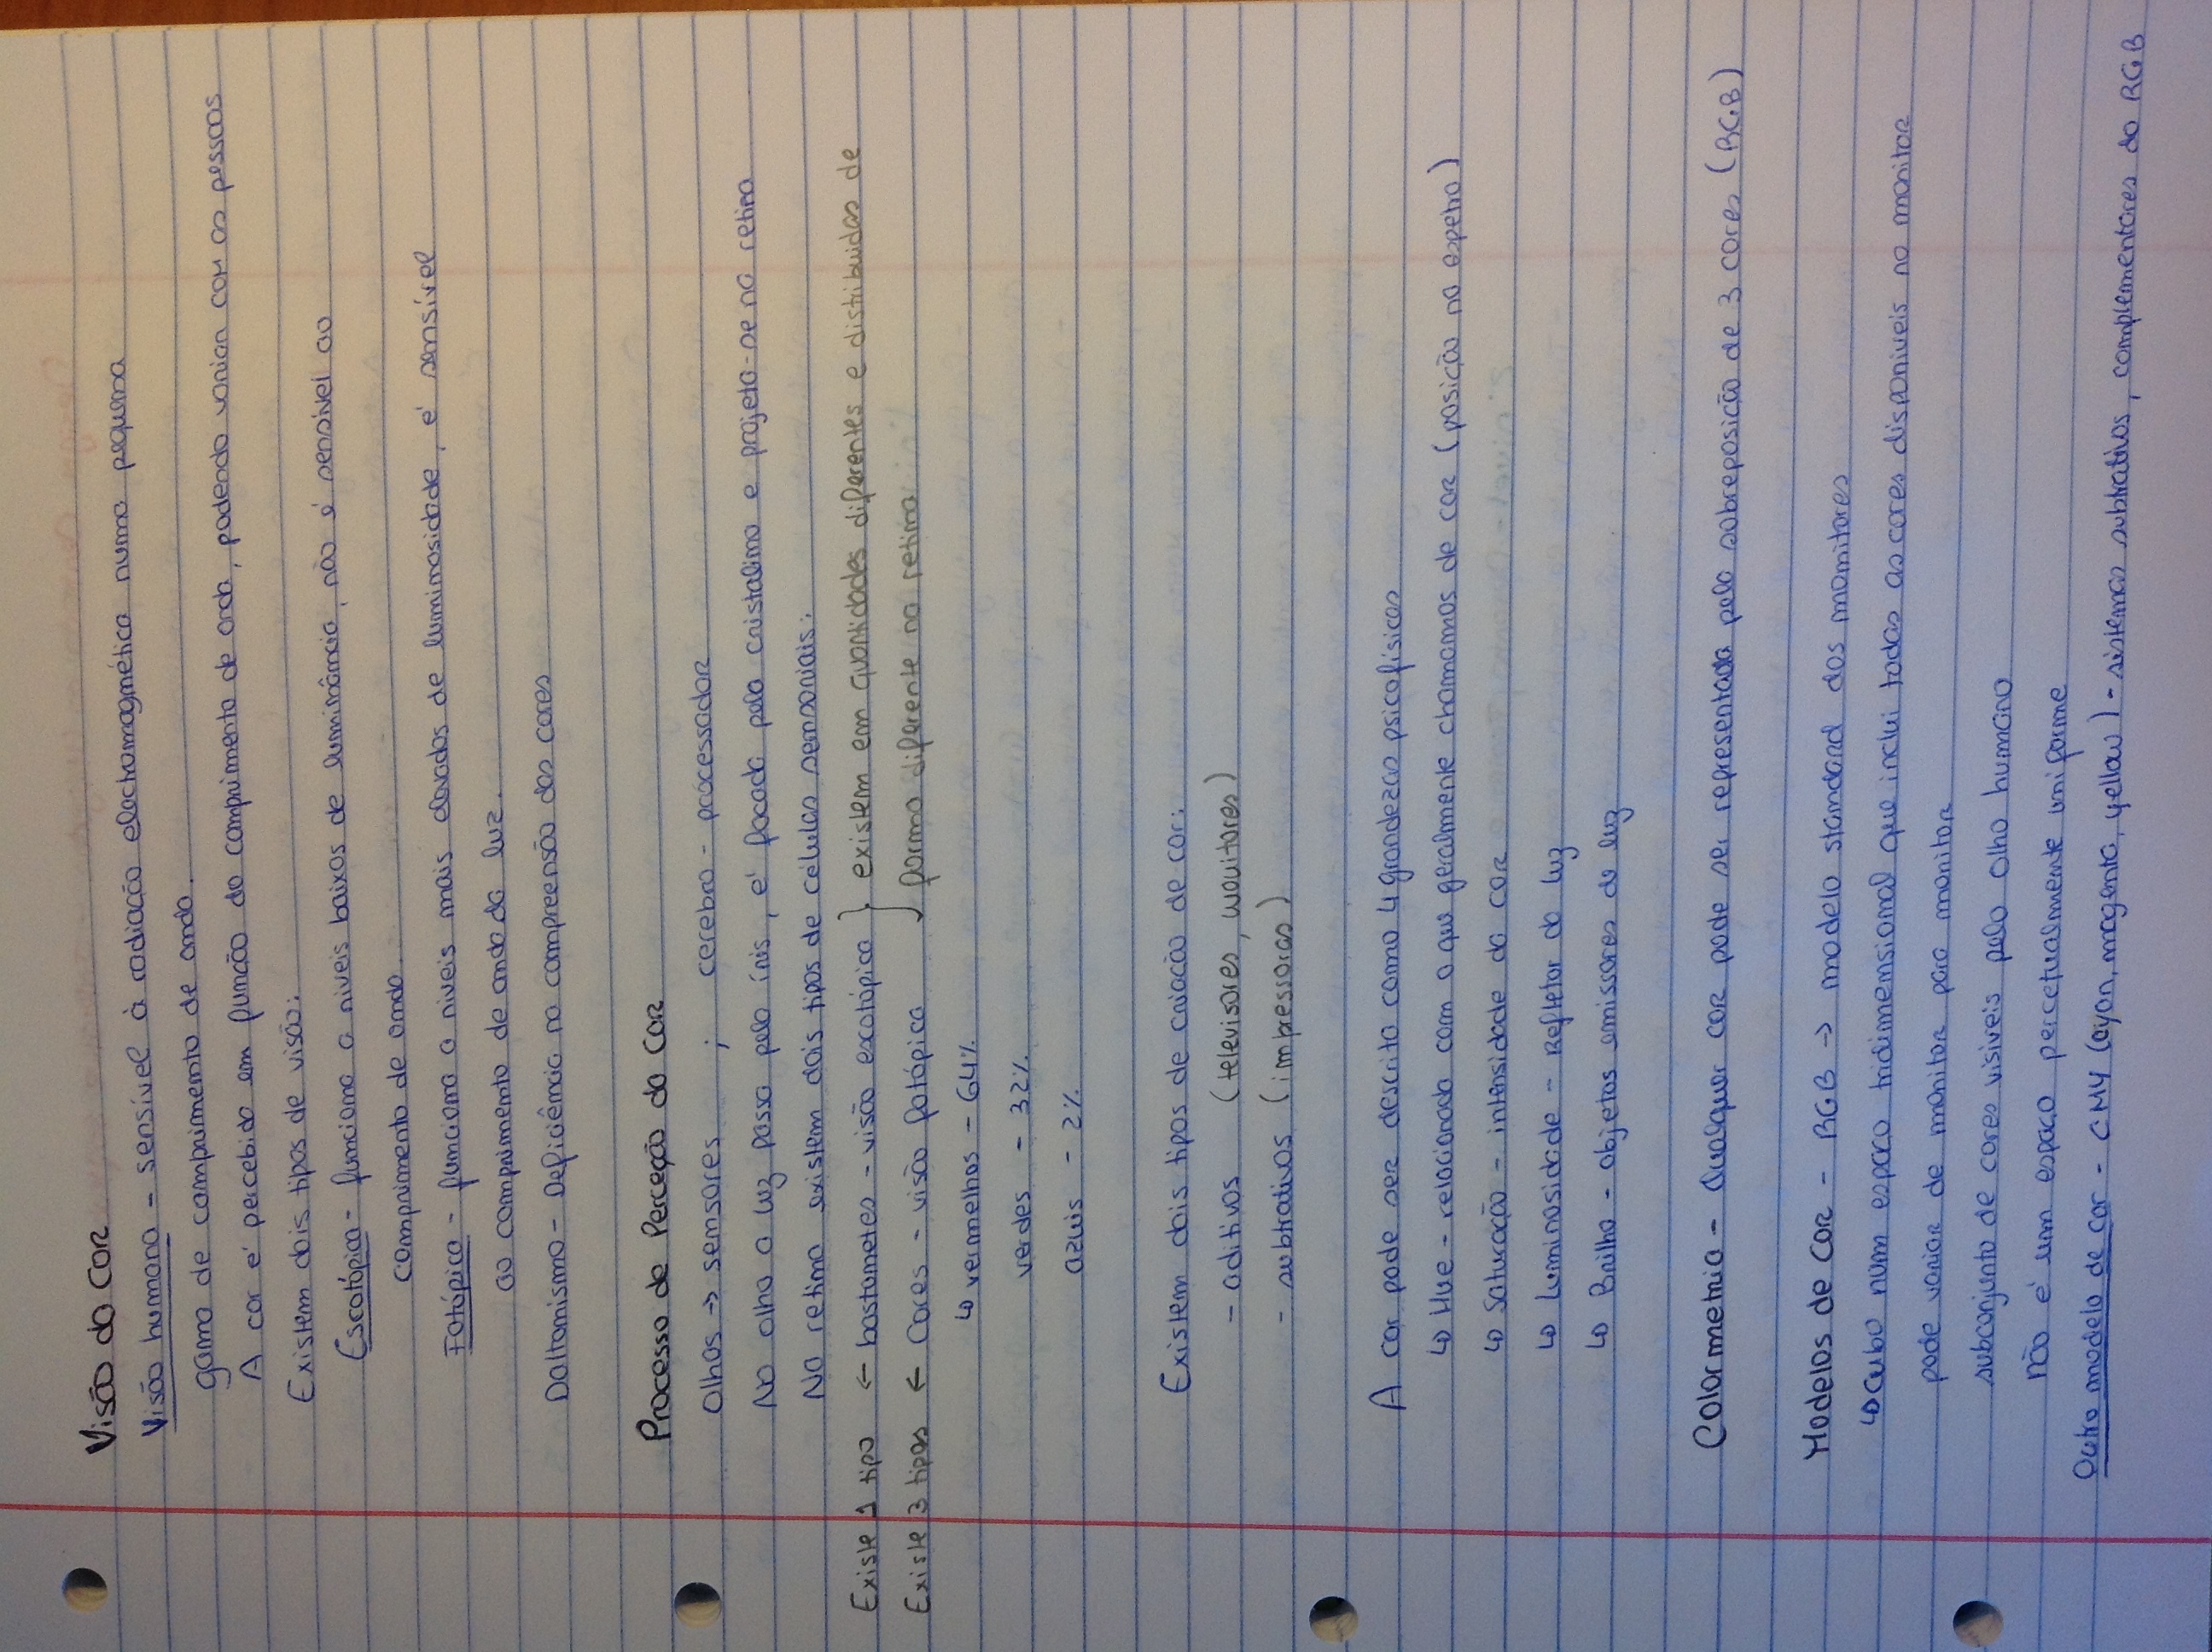 Visão da cor
Visão humana - sensível à radiação electromagnética numa pequena
gama de comprimento de onda.
A cor é percebida em função do comprimento de onda, podendo variar com as pessoas
Existem dois tipos de visão:
Escotópica - funciona a niveis baixos de luminância, não é sensível ao
comprimento de onda.
Fotópica - funciona a niveis mais elevados de luminosidade, é sensível
ao comprimento de onda da luz.
Daltonismo - Deficiência na compreensão das cores
Processo de Perceção da cor
Olhos → sensores ; cerebro - processador
No olho a luz passa pela íris, é focada pelo cristalino e projeta-se na retina
Na retina existem dois tipos de células sensoriais:
Existe 1 tipo ← bastonetes - visão escotópica } existem em quantidades diferentes e distribuidas de
Existe 3 tipos ← Cones - visão fotópica } forma diferente na retina
↳ vermelhos - 64%
verdes - 32%
azuis - 2%
Existem dois tipos de criação de cor:
- aditivos (televisores, monitores)
- subtrativos (impressoras)
A cor pode ser descrita como 4 grandezas psicofísicas
↳ Hue - relacionada com o que geralmente chamamos de cor (posição no espetro)
↳ Saturação - intensidade da cor
↳ Luminosidade - Refletor da luz
↳ Brilho - objetos emissores de luz
Colormetria - Qualquer cor pode ser representada pela sobreposição de 3 cores (RGB)
Modelos de cor - RGB → modelo standard dos monitores
↳ cubo num espaço tridimensional que inclui todas as cores disponiveis no monitor
pode variar de monitor para monitor
subconjunto de cores visiveis pelo olho humano
não é um espaço percetualmente uniforme
Outro modelo de cor - CMY (cyan, magenta, yellow) - sistemas subtrativos, complementares do RGB